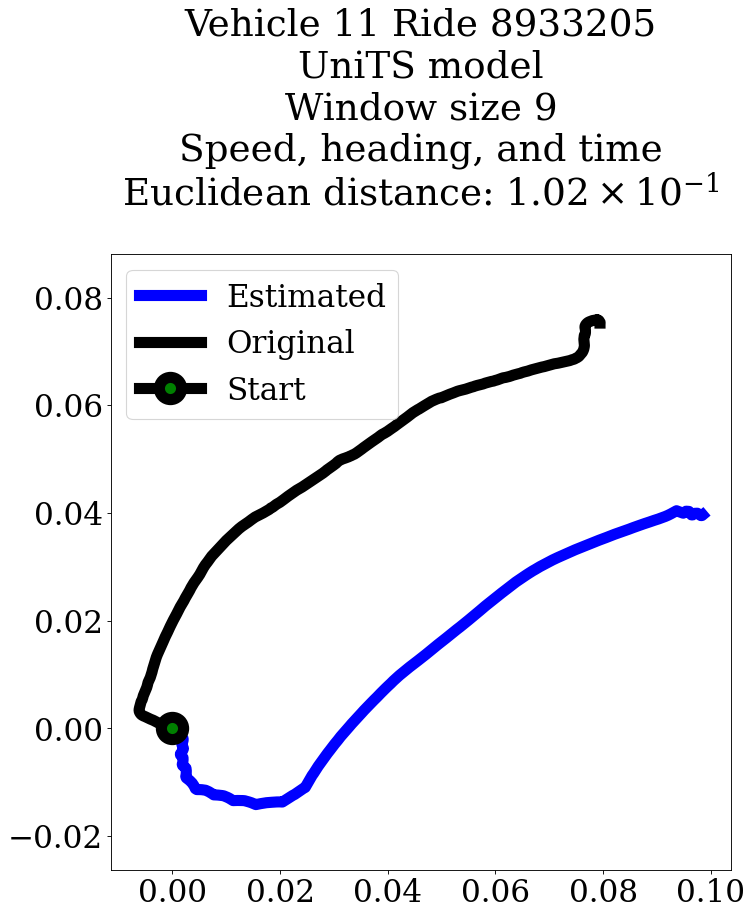 Vehicle 11 Ride 8933205
UniTS model
Window size 9
Speed, heading, and time
Euclidean distance: 1.02 × 10⁻¹
Estimated
Original
Start
0.08
0.06
0.04
0.02
0.00
−0.02
0.00 0.02 0.04 0.06 0.08 0.10